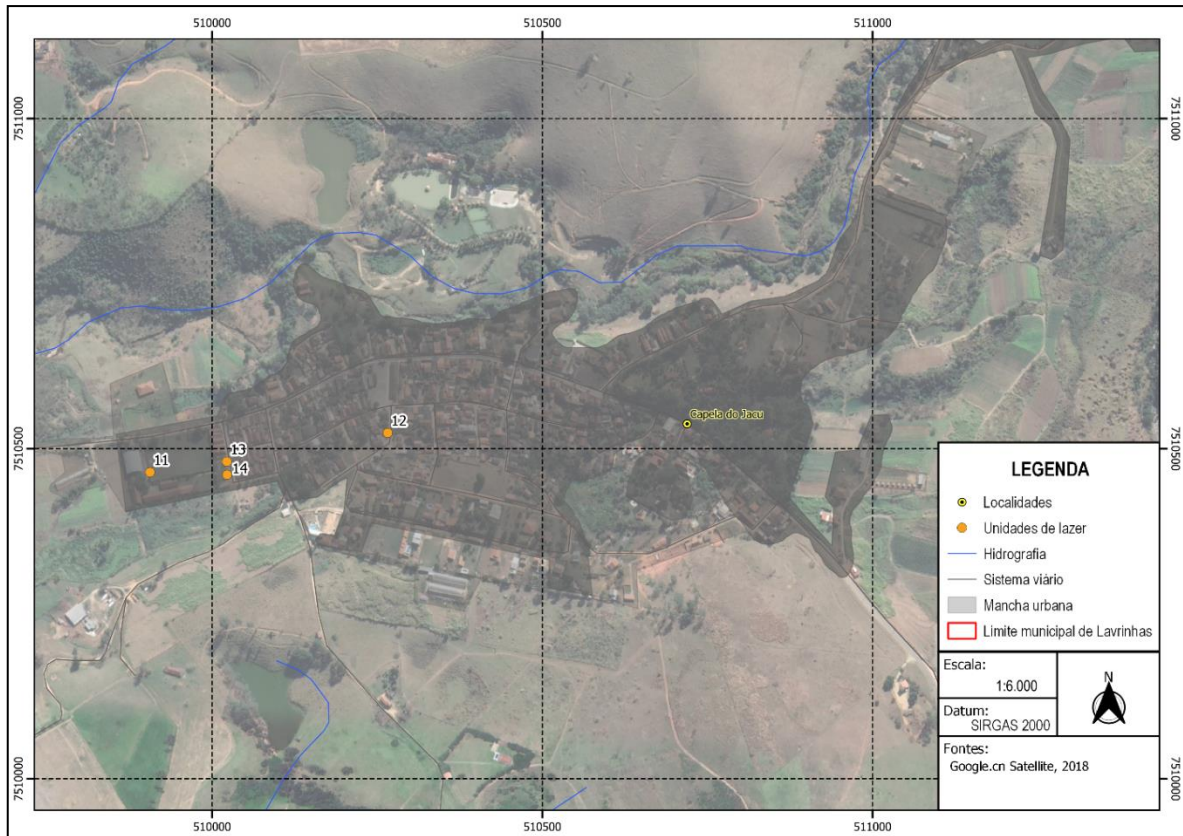 510000
510500
511000
7511000
7511000
Capela do Jacu
12
7510500
7510500
13
11
14
LEGENDA
Localidades
Unidades de lazer
Hidrografia
Sistema viário
Mancha urbana
Limite municipal de Lavrinhas
Escala:
1:6.000
N
Datum:
SIRGAS 2000
Fontes:
Google.cn Satellite, 2018
7510000
7510000
510000
510500
511000